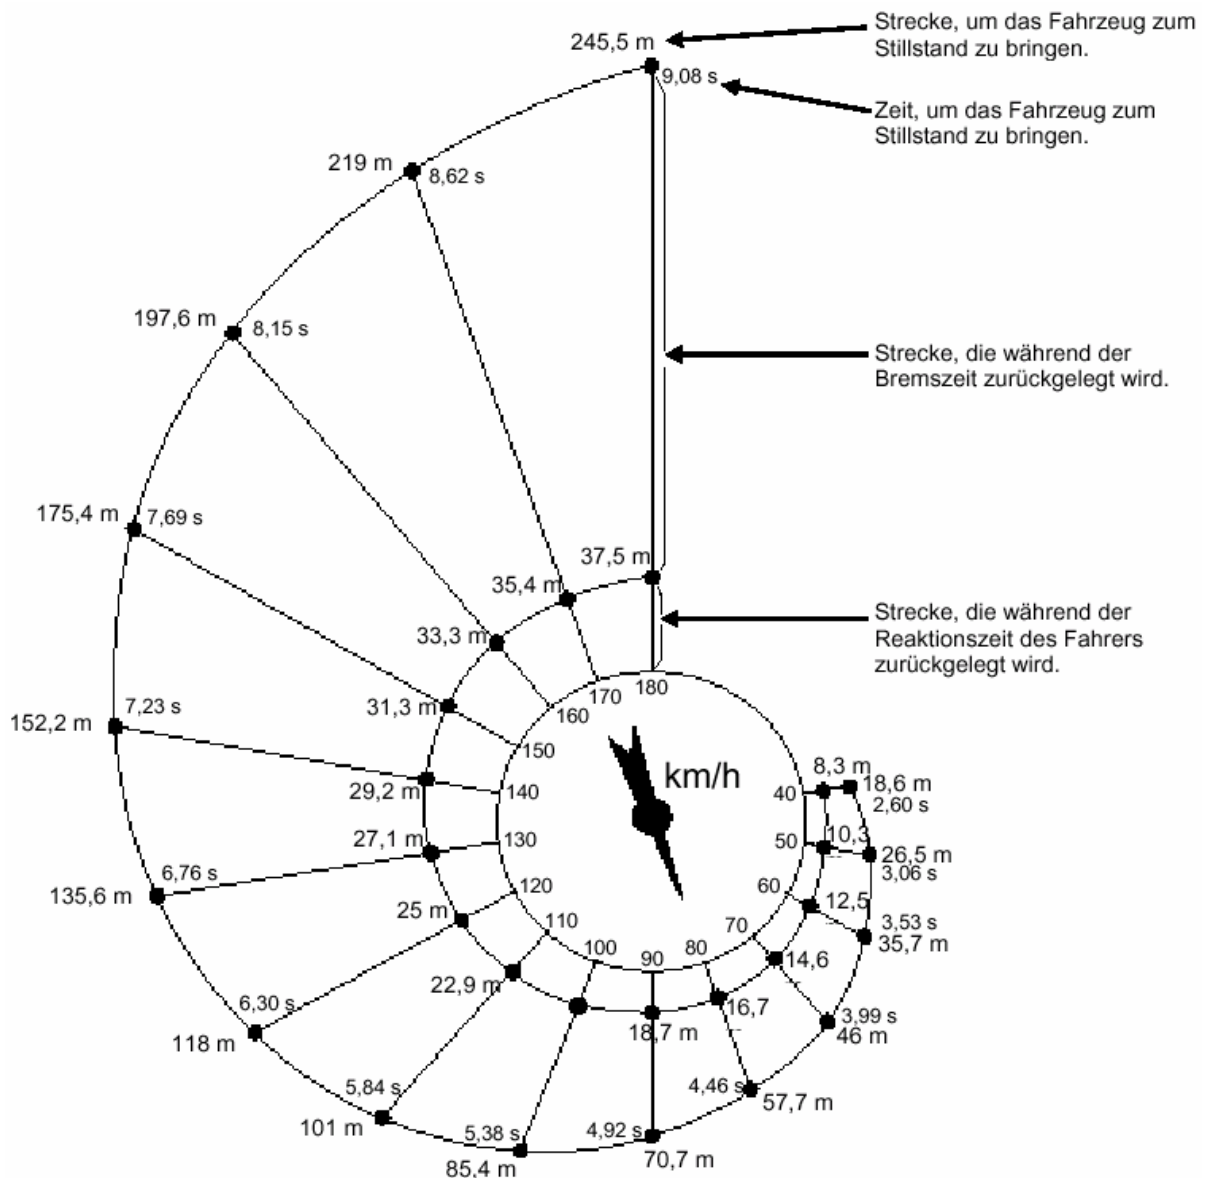 Strecke, um das Fahrzeug zum
Stillstand zu bringen.
245,5 m
9,08 s
Zeit, um das Fahrzeug zum
Stillstand zu bringen.
219 m
8,62 s
197,6 m
8,15 s
Strecke, die während der
Bremszeit zurückgelegt wird.
175,4 m
7,69 s
37,5 m
35,4 m
33,3 m
Strecke, die während der
Reaktionszeit des Fahrers
zurückgelegt wird.
31,3 m
152,2 m
7,23 s
29,2 m
27,1 m
135,6 m
6,76 s
25 m
22,9 m
118 m
6,30 s
101 m
5,84 s
85,4 m
5,38 s
4,92 s
70,7 m
18,7 m
4,46 s
57,7 m
16,7
3,99 s
46 m
14,6
3,53 s
35,7 m
12,5
26,5 m
3,06 s
10,3
8,3 m
18,6 m
2,60 s
180
170
160
150
140
130
120
110
100
90
80
70
60
50
40
km/h